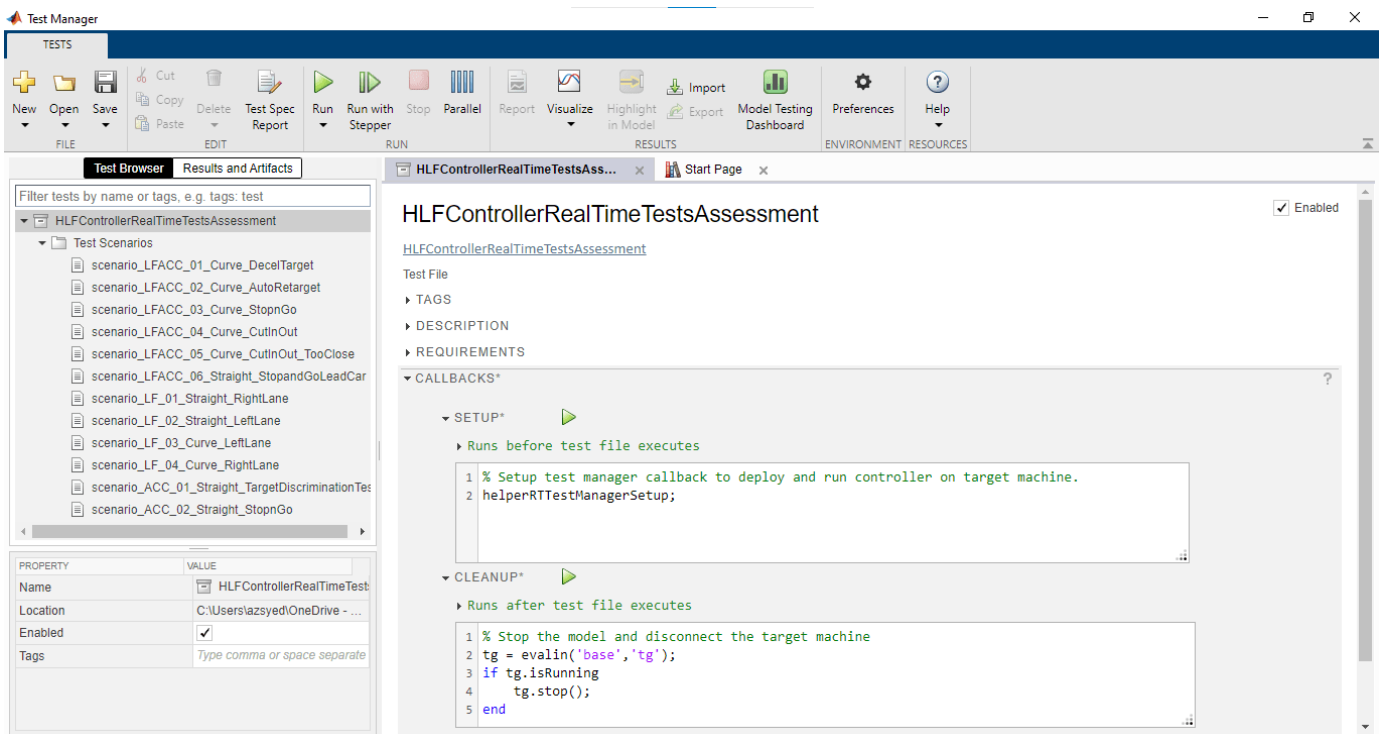 Test Manager
TESTS
New Open Save Cut Copy Paste Delete Test Spec Report Run Run with Stepper Stop Parallel Report Visualize Highlight in Model Import Export Model Testing Dashboard Preferences Help
FILE EDIT RUN RESULTS ENVIRONMENT RESOURCES
Test Browser Results and Artifacts
Filter tests by name or tags, e.g. tags: test
HLFControllerRealTimeTestsAssessment
Test Scenarios
scenario_LFACC_01_Curve_DecelTarget
scenario_LFACC_02_Curve_AutoRetarget
scenario_LFACC_03_Curve_StopnGo
scenario_LFACC_04_Curve_CutInOut
scenario_LFACC_05_Curve_CutInOut_TooClose
scenario_LFACC_06_Straight_StopandGoLeadCar
scenario_LF_01_Straight_RightLane
scenario_LF_02_Straight_LeftLane
scenario_LF_03_Curve_LeftLane
scenario_LF_04_Curve_RightLane
scenario_ACC_01_Straight_TargetDiscriminationTes
scenario_ACC_02_Straight_StopnGo
PROPERTY VALUE
Name HLFControllerRealTimeTests
Location C:\Users\azsyed\OneDrive - ...
Enabled
Tags Type comma or space separate
HLFControllerRealTimeTestsAss... Start Page
HLFControllerRealTimeTestsAssessment
Enabled
HLFControllerRealTimeTestsAssessment
Test File
TAGS
DESCRIPTION
REQUIREMENTS
CALLBACKS*
?
SETUP*
Runs before test file executes
1 % Setup test manager callback to deploy and run controller on target machine.
2 helperRTTestManagerSetup;
CLEANUP*
Runs after test file executes
1 % Stop the model and disconnect the target machine
2 tg = evalin('base','tg');
3 if tg.isRunning
4 tg.stop();
5 end